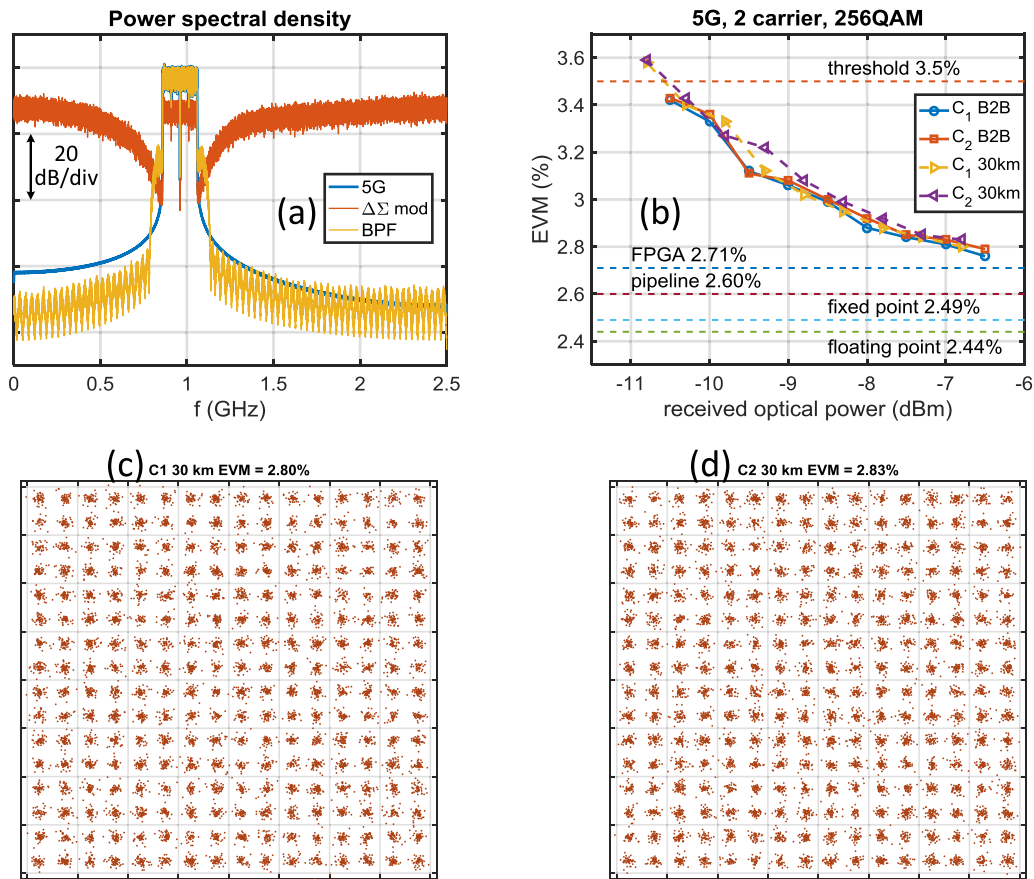 Power spectral density
20
dB/div
5G
ΔΣ mod
BPF
(a)
0
0.5
1
1.5
2
2.5
f (GHz)
5G, 2 carrier, 256QAM
3.6
3.4
3.2
3
2.8
2.6
2.4
EVM (%)
threshold 3.5%
C1 B2B
C2 B2B
C1 30km
C2 30km
(b)
FPGA 2.71%
pipeline 2.60%
fixed point 2.49%
floating point 2.44%
-11
-10
-9
-8
-7
-6
received optical power (dBm)
(c) C1 30 km EVM = 2.80%
(d) C2 30 km EVM = 2.83%